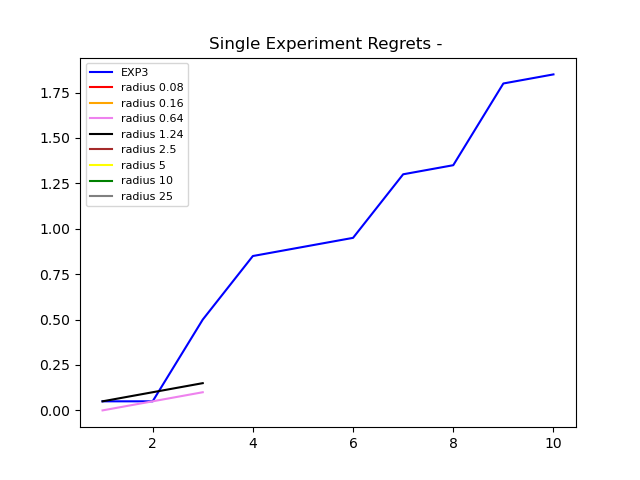 Single Experiment Regrets -
EXP3
radius 0.08
radius 0.16
radius 0.64
radius 1.24
radius 2.5
radius 5
radius 10
radius 25
1.75
1.50
1.25
1.00
0.75
0.50
0.25
0.00
2 4 6 8 10